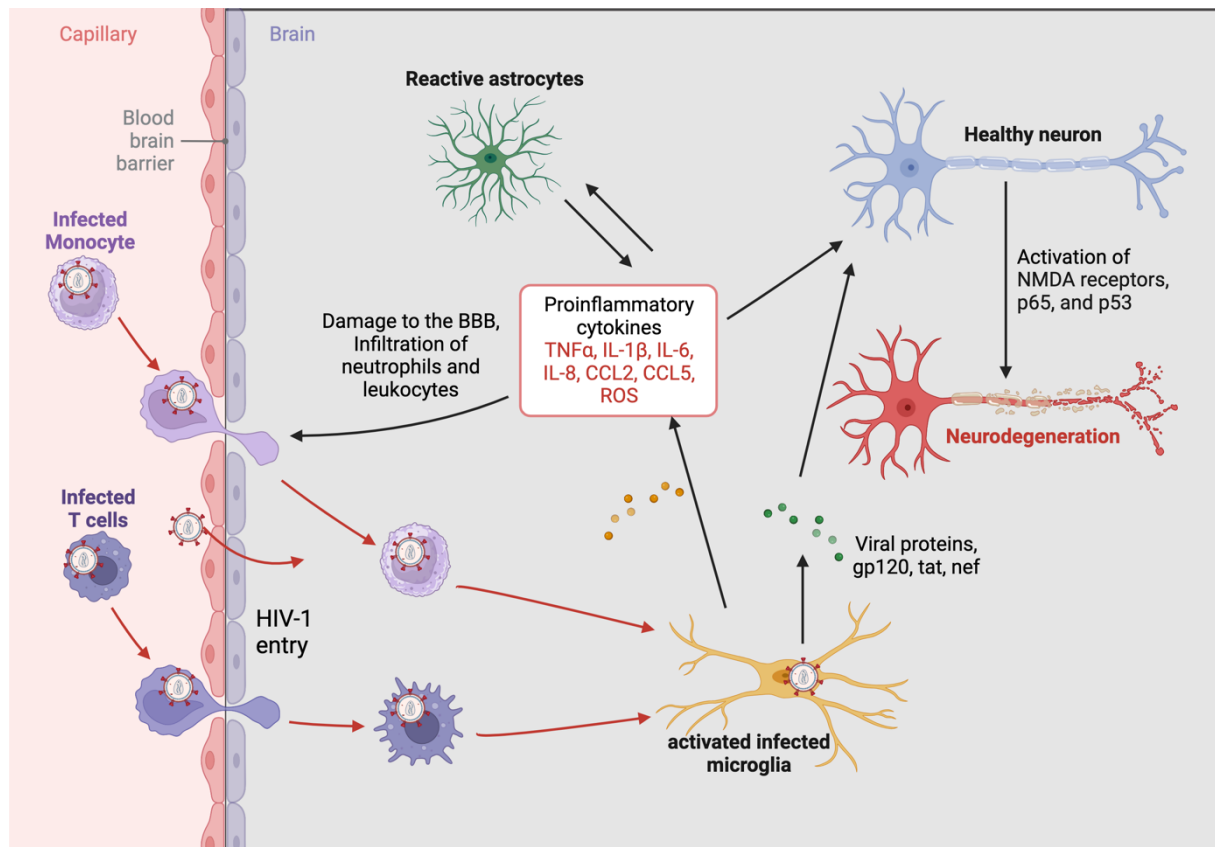 Capillary
Brain
Blood
brain
barrier
Reactive astrocytes
Healthy neuron
Infected
Monocyte
Activation of
NMDA receptors,
p65, and p53
Proinflammatory
cytokines
TNFα, IL-1β, IL-6,
IL-8, CCL2, CCL5,
ROS
Damage to the BBB,
Infiltration of
neutrophils and
leukocytes
Neurodegeneration
Infected
T cells
Viral proteins,
gp120, tat, nef
HIV-1
entry
activated infected
microglia